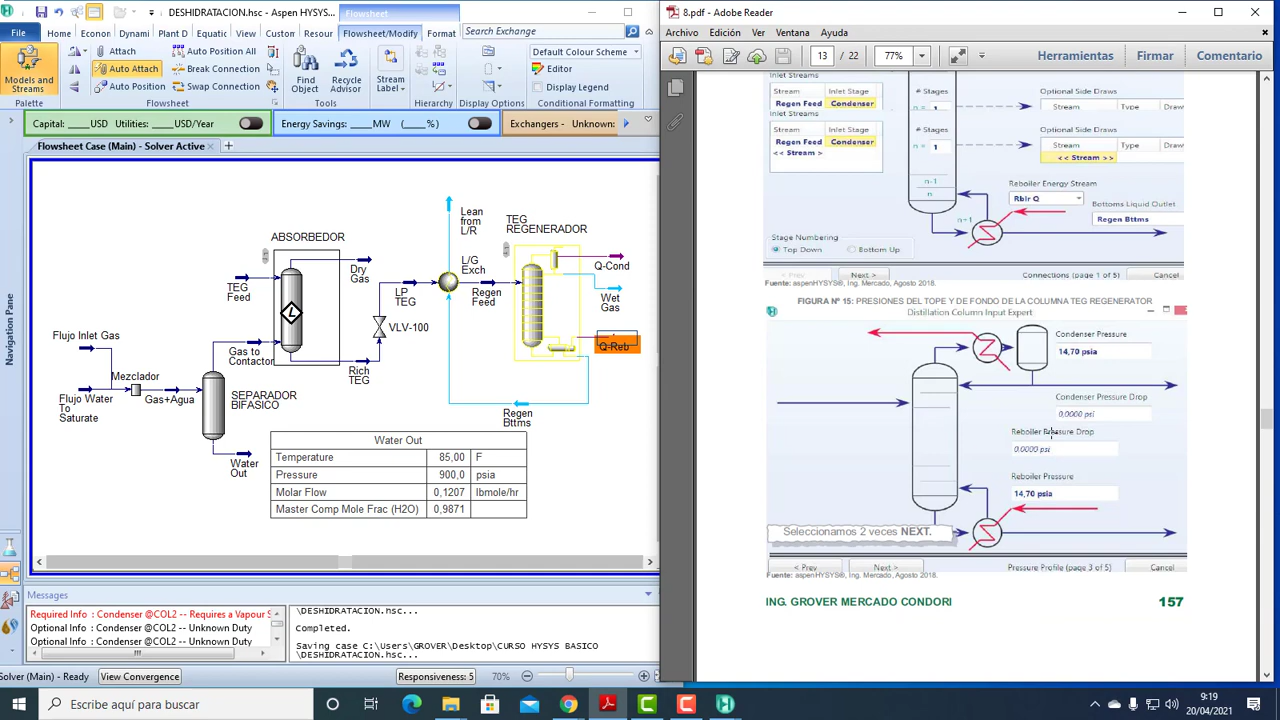 DESHIDRATACION.hsc - Aspen HYSYS...
Flowsheet
File
Home
Econor
Dynami
Plant D
Equatic
View
Custom
Resour
Flowsheet/Modify
Format
Search Exchange
Models and
Streams
Palette
Attach
Auto Attach
Auto Position
Rotate
Break Connection
Swap Connection
Flowsheet
Find
Object
Recycle
Advisor
Tools
Stream
Label
Hierarchy
Display Options
Default Colour Scheme
Editor
Display Legend
Conditional Formatting
Capital: ____USD Utilities: ____USD/Year
Energy Savings: ____MW (____%)
Exchangers - Unknown:
Flowsheet Case (Main) - Solver Active
Navigation Pane
Lean
from
L/R
TEG
REGENERADOR
ABSORBEDOR
Dry
Gas
L/G
Exch
Q-Cond
TEG
Feed
LP
TEG
Regen
Feed
Wet
Gas
VLV-100
Flujo Inlet Gas
Q-Reb
Gas to
Contactor
Rich
TEG
Mezclador
Flujo Water
To
Saturate
Gas+Agua
SEPARADOR
BIFASICO
Regen
Bttms
Water
Out
Water Out
Temperature 85,00 F
Pressure 900,0 psia
Molar Flow 0,1207 lbmole/hr
Master Comp Mole Frac (H2O) 0,9871
Messages
Required Info : Condenser @COL2 -- Requires a Vapour S
Optional Info : Condenser @COL2 -- Unknown Duty
Optional Info : Condenser @COL2 -- Unknown Duty
\DESHIDRATACION.hsc...
Completed.
Saving case C:\Users\GROVER\Desktop\CURSO HYSYS BASICO
\DESHIDRATACION.hsc...
Solver (Main) - Ready
View Convergence
Responsiveness: 5
70%
8.pdf - Adobe Reader
Archivo Edición Ver Ventana Ayuda
13 / 22
77%
Herramientas
Firmar
Comentario
Inlet Streams
Stream Inlet Stage
Regen Feed Condenser
Inlet Streams
Stream Inlet Stage
Regen Feed Condenser
<< Stream >
# Stages
n = 1
# Stages
n = 1
n-1
n
n+1
Optional Side Draws
Stream Type Draw
Optional Side Draws
Stream Type Draw
<< Stream >>
Reboiler Energy Stream
Rblr Q
Bottoms Liquid Outlet
Regen Bttms
Stage Numbering
Top Down Bottom Up
< Prev Next > Connections (page 1 of 5) Cancel
Fuente: aspenHYSYS®, Ing. Mercado, Agosto 2018.
FIGURA Nº 15: PRESIONES DEL TOPE Y DE FONDO DE LA COLUMNA TEG REGENERATOR
Distillation Column Input Expert
Condenser Pressure
14,70 psia
Condenser Pressure Drop
0,0000 psi
Reboiler Pressure Drop
0,0000 psi
Reboiler Pressure
14,70 psia
Seleccionamos 2 veces NEXT.
< Prev Next > Pressure Profile (page 3 of 5) Cancel
Fuente: aspenHYSYS®, Ing. Mercado, Agosto 2018.
ING. GROVER MERCADO CONDORI
157
Escribe aquí para buscar
9:19
20/04/2021